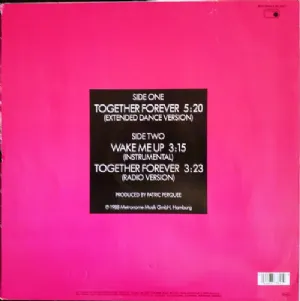 SIDE ONE
TOGETHER FOREVER 5:20
(EXTENDED DANCE VERSION)
SIDE TWO
WAKE ME UP 3:15
(INSTRUMENTAL)
TOGETHER FOREVER 3:23
(RADIO VERSION)
PRODUCED BY PATRIC PERQUEE
℗ 1988 Metronome Musik GmbH, Hamburg